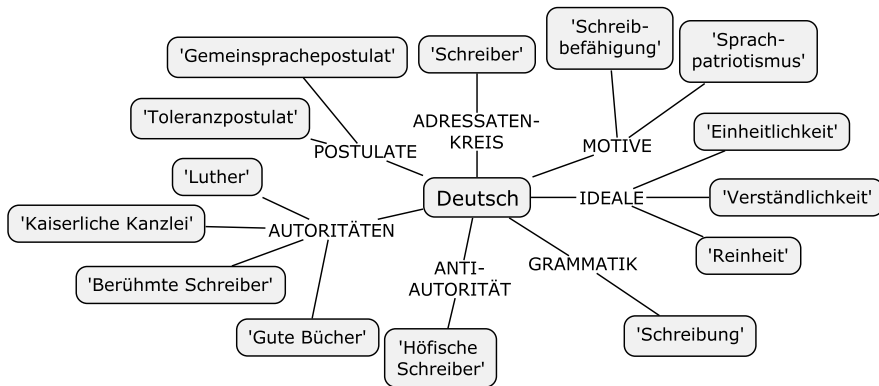 'Schreib-
befähigung'
'Sprach-
patriotismus'
'Gemeinsprachepostulat'
'Schreiber'
'Toleranzpostulat'
ADRESSATEN-
KREIS
MOTIVE
'Einheitlichkeit'
POSTULATE
'Luther'
Deutsch
IDEALE
'Verständlichkeit'
'Kaiserliche Kanzlei'
AUTORITÄTEN
'Reinheit'
ANTI-
AUTORITÄT
GRAMMATIK
'Berühmte Schreiber'
'Gute Bücher'
'Höfische
Schreiber'
'Schreibung'